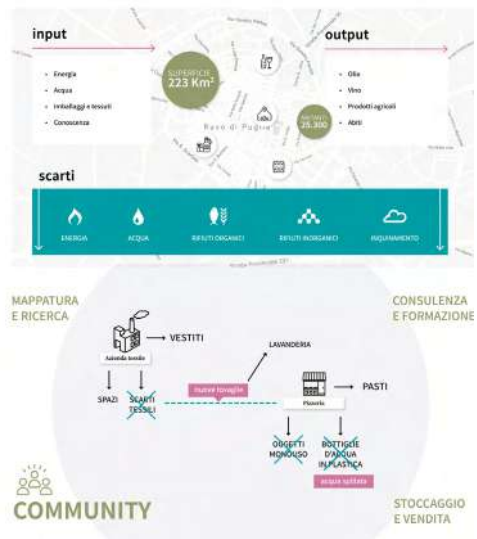 input
output
• Energia
• Acqua
• Imballaggi e tessuti
• Conoscenza
SUPERFICIE
223 Km²
Ruvo di Puglia
ABITANTI
25.300
• Olio
• Vino
• Prodotti agricoli
• Abiti
scarti
ENERGIA
ACQUA
RIFIUTI ORGANICI
RIFIUTI INORGANICI
INQUINAMENTO
MAPPATURA
E RICERCA
CONSULENZA
E FORMAZIONE
VESTITI
Azienda tessile
LAVANDERIA
SPAZI
SCARTI
TESSILI
nuove tovaglie
Pizzeria
PASTI
OGGETTI
MONOUSO
BOTTIGLIE
D'ACQUA
IN PLASTICA
acqua spillata
COMMUNITY
STOCCAGGIO
E VENDITA